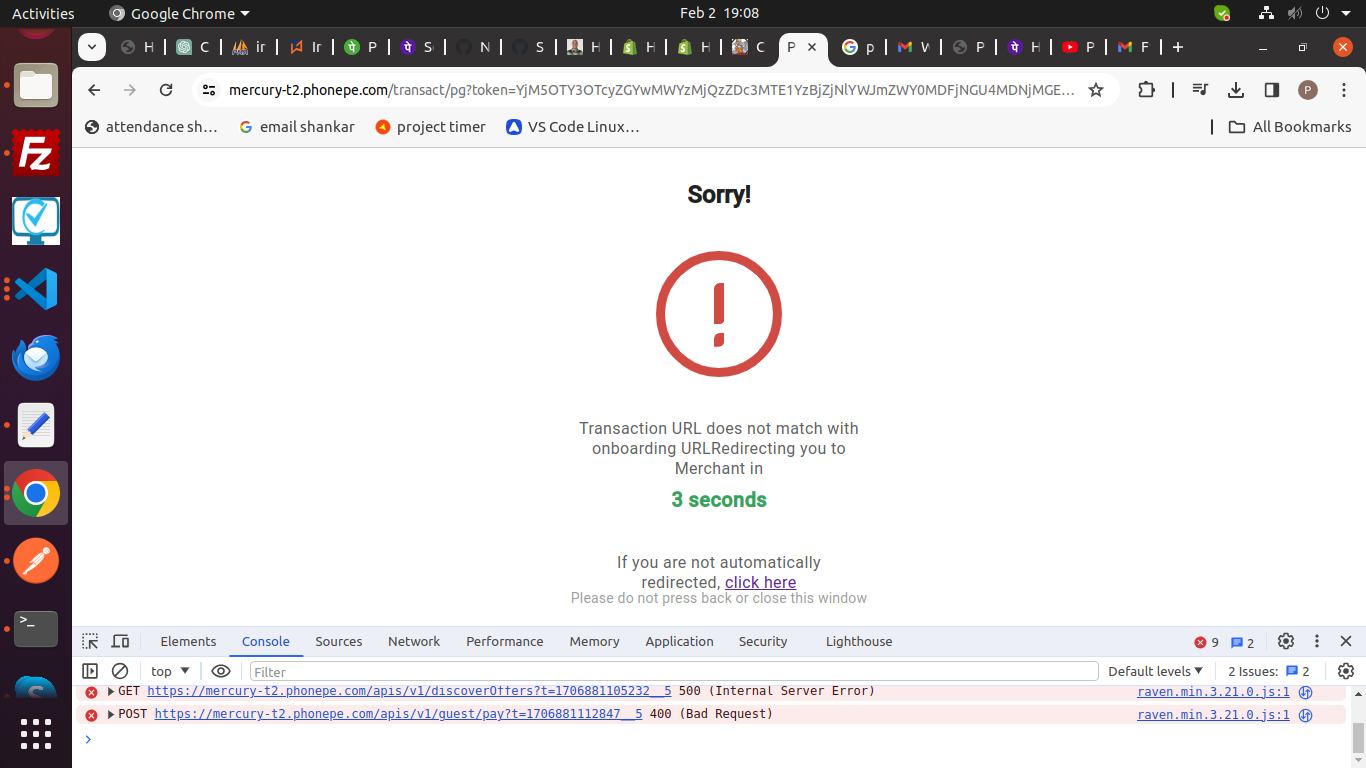 Activities Google Chrome Feb 2 19:08
H C ir Ir P S N S H H H C P G p W P H P F
mercury-t2.phonepe.com/transact/pg?token=YjM5OTY3OTcyZGYwMWYzMjQzZDc3MTE1YzBjZjNlYWJmZWY0MDFjNGU4MDNjMGE... P
attendance sh... G email shankar project timer VS Code Linux... All Bookmarks
Fz
Sorry!
Transaction URL does not match with
onboarding URLRedirecting you to
Merchant in
3 seconds
If you are not automatically
redirected, click here
Please do not press back or close this window
Elements Console Sources Network Performance Memory Application Security Lighthouse 9 2
top Filter Default levels 2 Issues: 2
GET https://mercury-t2.phonepe.com/apis/v1/discoverOffers?t=1706881105232__5 500 (Internal Server Error) raven.min.3.21.0.js:1
POST https://mercury-t2.phonepe.com/apis/v1/guest/pay?t=1706881112847__5 400 (Bad Request) raven.min.3.21.0.js:1